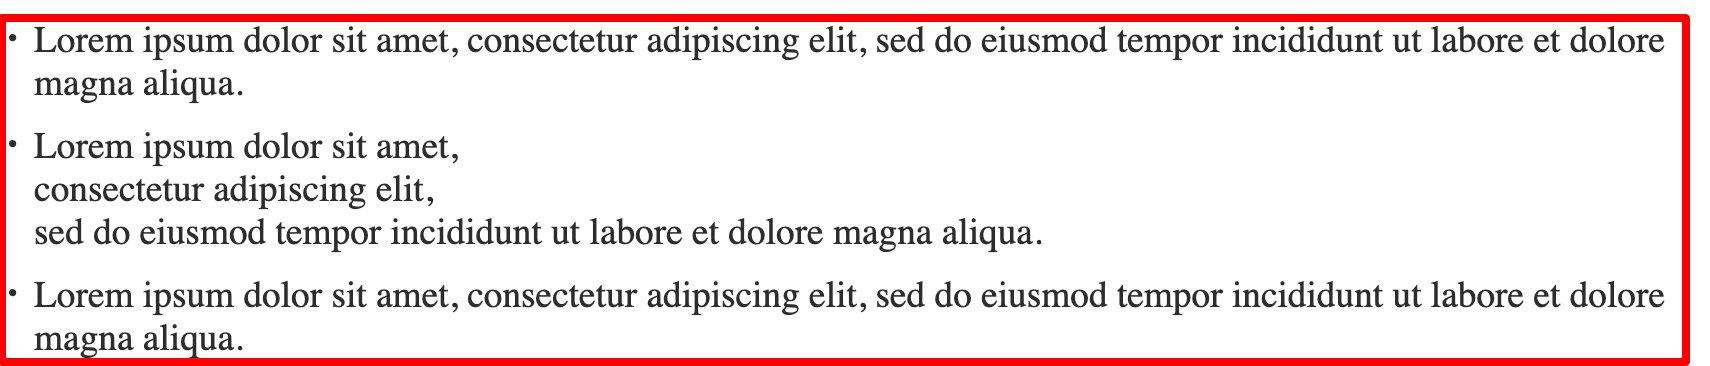 • Lorem ipsum dolor sit amet, consectetur adipiscing elit, sed do eiusmod tempor incididunt ut labore et dolore
magna aliqua.
• Lorem ipsum dolor sit amet,
consectetur adipiscing elit,
sed do eiusmod tempor incididunt ut labore et dolore magna aliqua.
• Lorem ipsum dolor sit amet, consectetur adipiscing elit, sed do eiusmod tempor incididunt ut labore et dolore
magna aliqua.